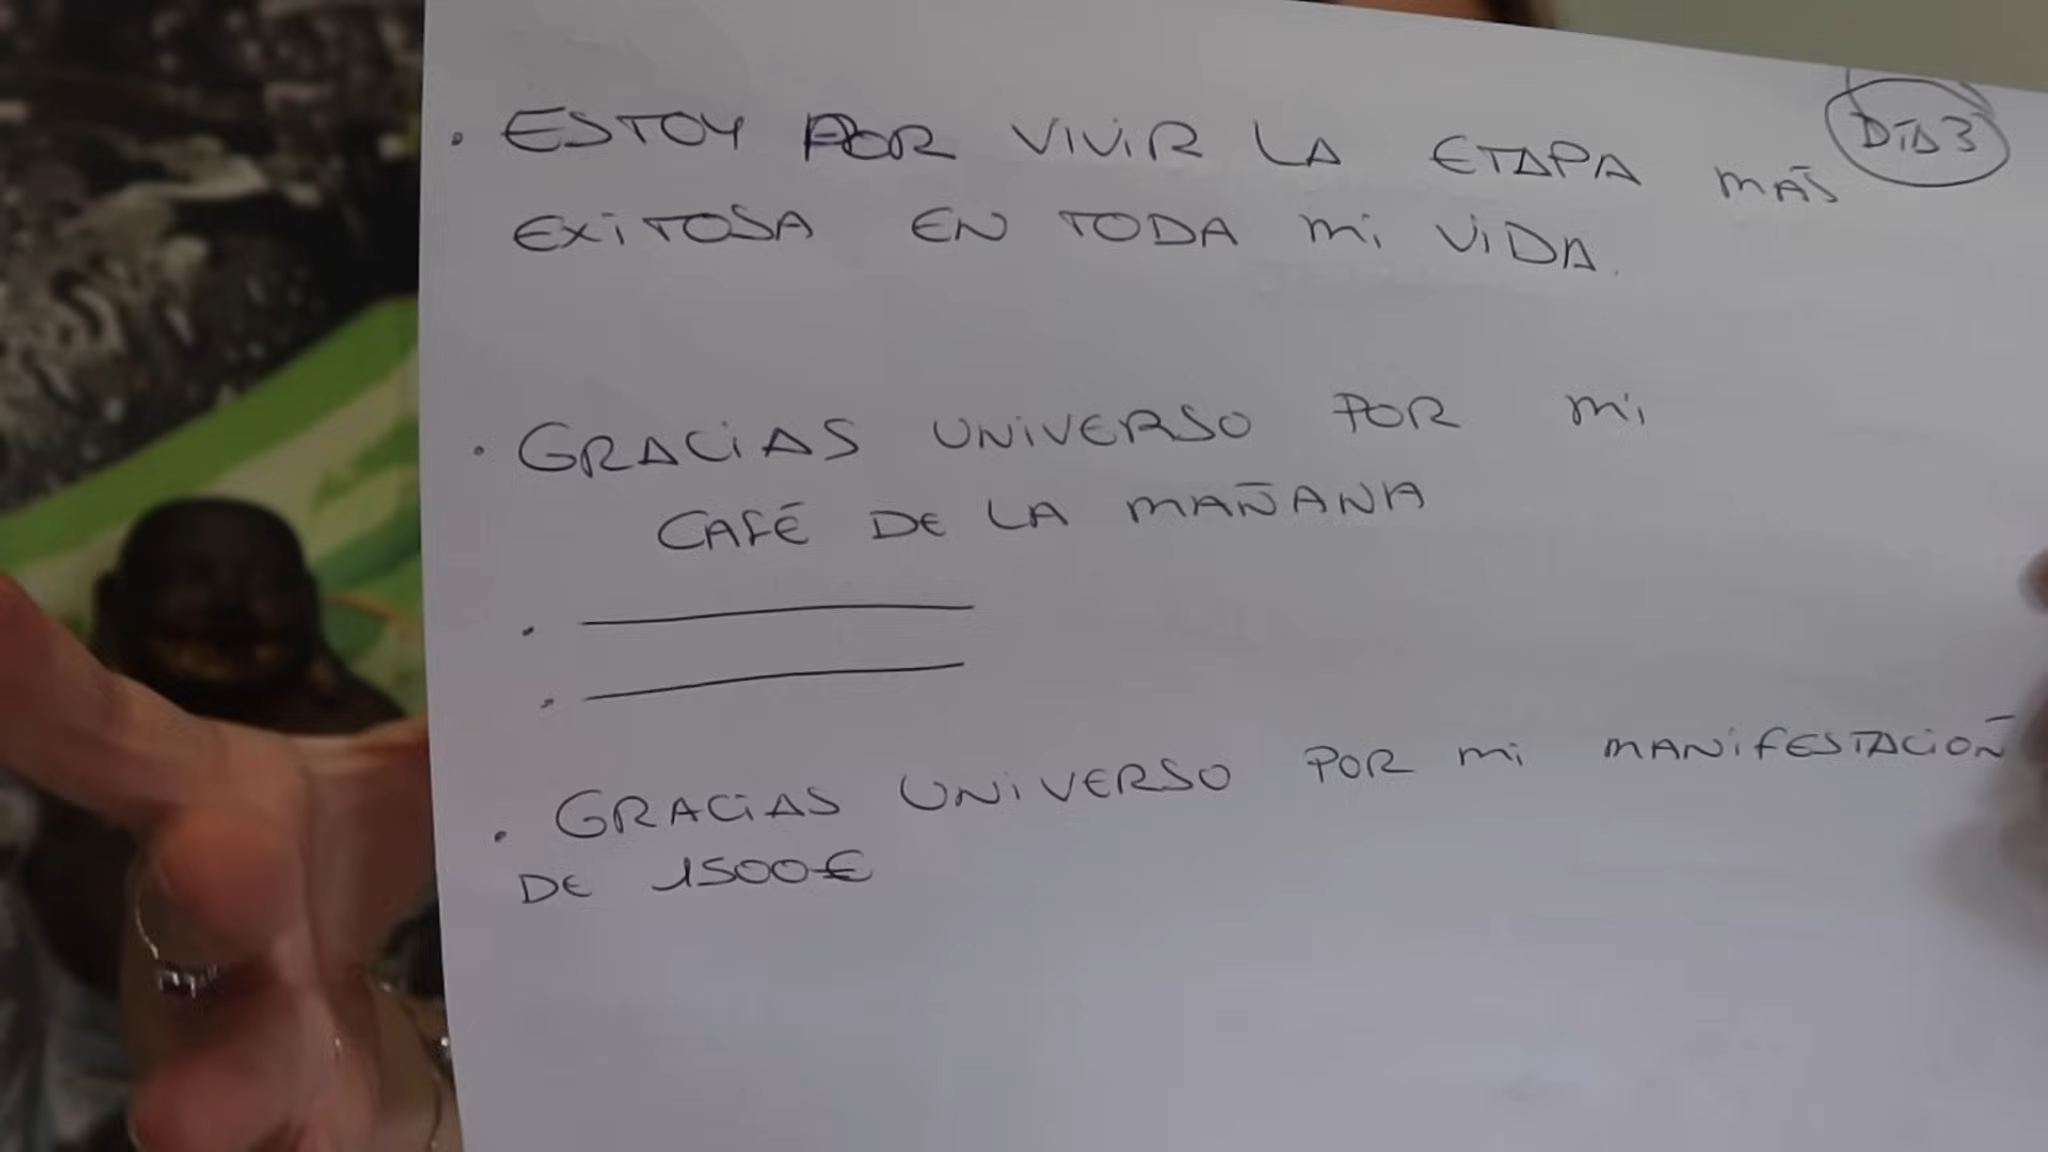 DÍA 3
• ESTOY POR VIVIR LA ETAPA MÁS
EXITOSA EN TODA MI VIDA.
• GRACIAS UNIVERSO POR MI
CAFÉ DE LA MAÑANA
•
•
• GRACIAS UNIVERSO POR MI MANIFESTACIÓN
DE 1500€